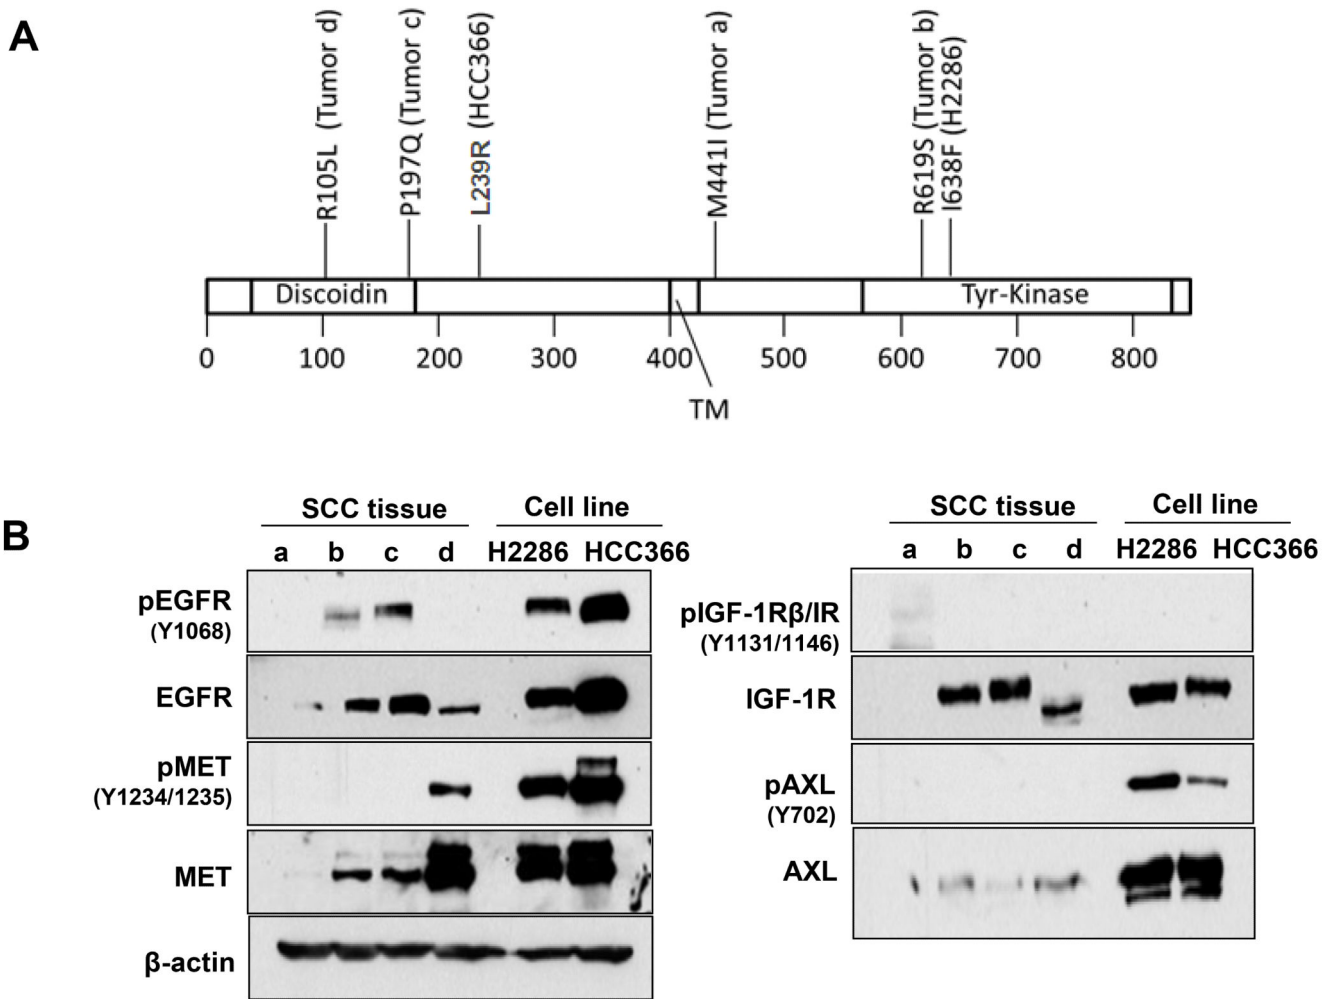 A
R105L (Tumor d)
P197Q (Tumor c)
L239R (HCC366)
M441I (Tumor a)
R619S (Tumor b)
I638F (H2286)
Discoidin
Tyr-Kinase
0 100 200 300 400 500 600 700 800
TM
B
SCC tissue Cell line
a b c d H2286 HCC366
pEGFR
(Y1068)
EGFR
pMET
(Y1234/1235)
MET
β-actin
SCC tissue Cell line
a b c d H2286 HCC366
pIGF-1Rβ/IR
(Y1131/1146)
IGF-1R
pAXL
(Y702)
AXL